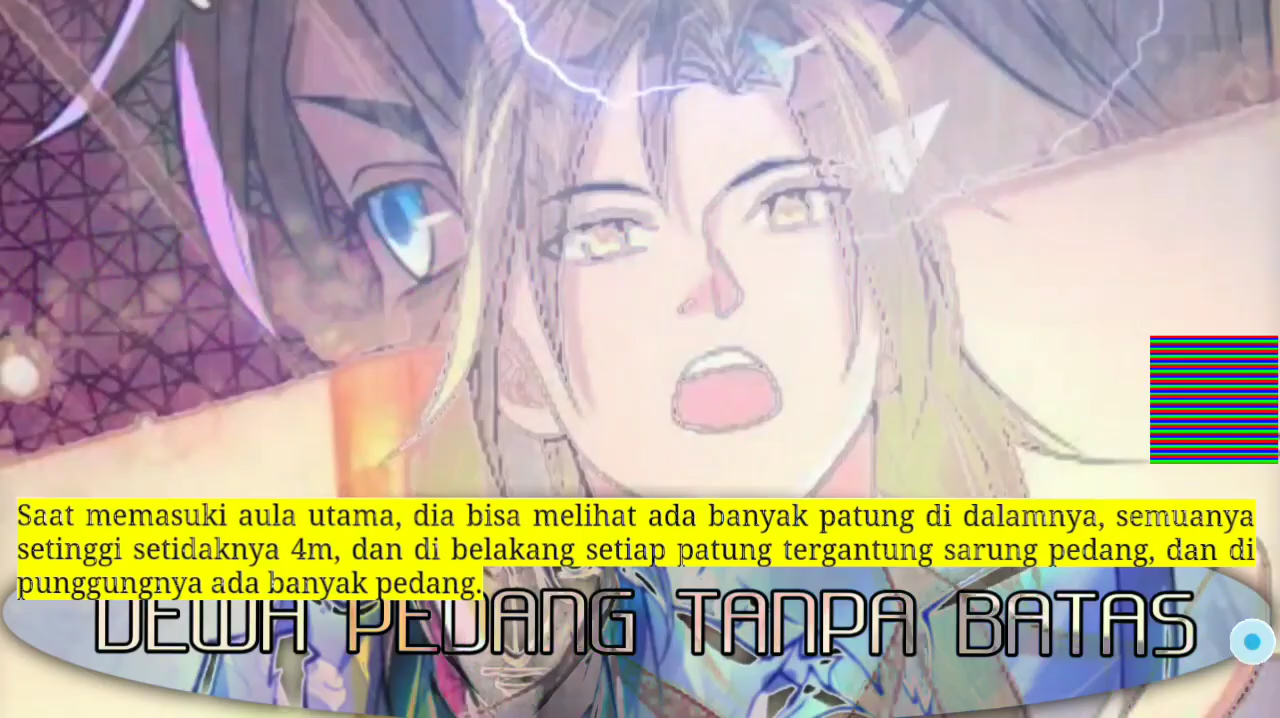 Saat memasuki aula utama, dia bisa melihat ada banyak patung di dalamnya, semuanya
setinggi setidaknya 4m, dan di belakang setiap patung tergantung sarung pedang, dan di
punggungnya ada banyak pedang.
DEWA PEDANG TANPA BATAS